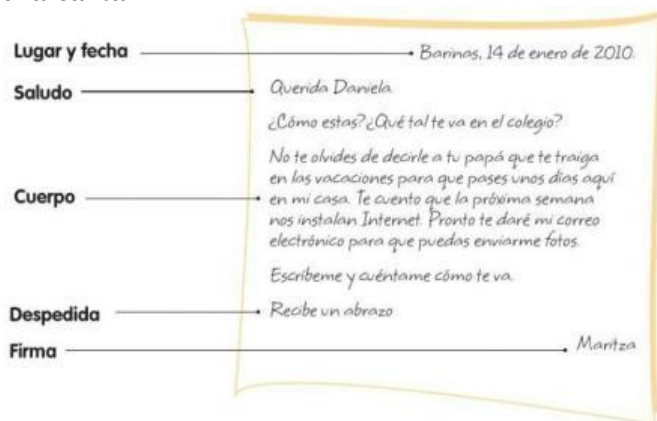 Lugar y fecha Barinas, 14 de enero de 2010.
Saludo Querida Daniela
¿Cómo estas?¿Qué tal te va en el colegio?
No te olvides de decirle a tu papá que te traiga
en las vacaciones para que pases unos días aquí
Cuerpo en mi casa. Te cuento que la próxima semana
nos instalan Internet. Pronto te daré mi correo
electrónico para que puedas enviarme fotos.
Escríbeme y cuéntame cómo te va.
Despedida Recibe un abrazo
Firma Maritza